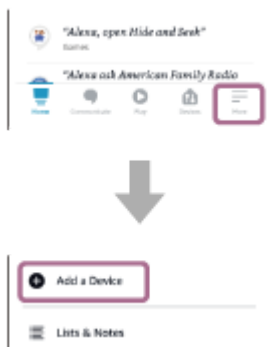 "Alexa, open Hide and Seek"
Games
"Alexa ask American Family Radio
Home Communicate Play Devices More
Add a Device
Lists & Notes